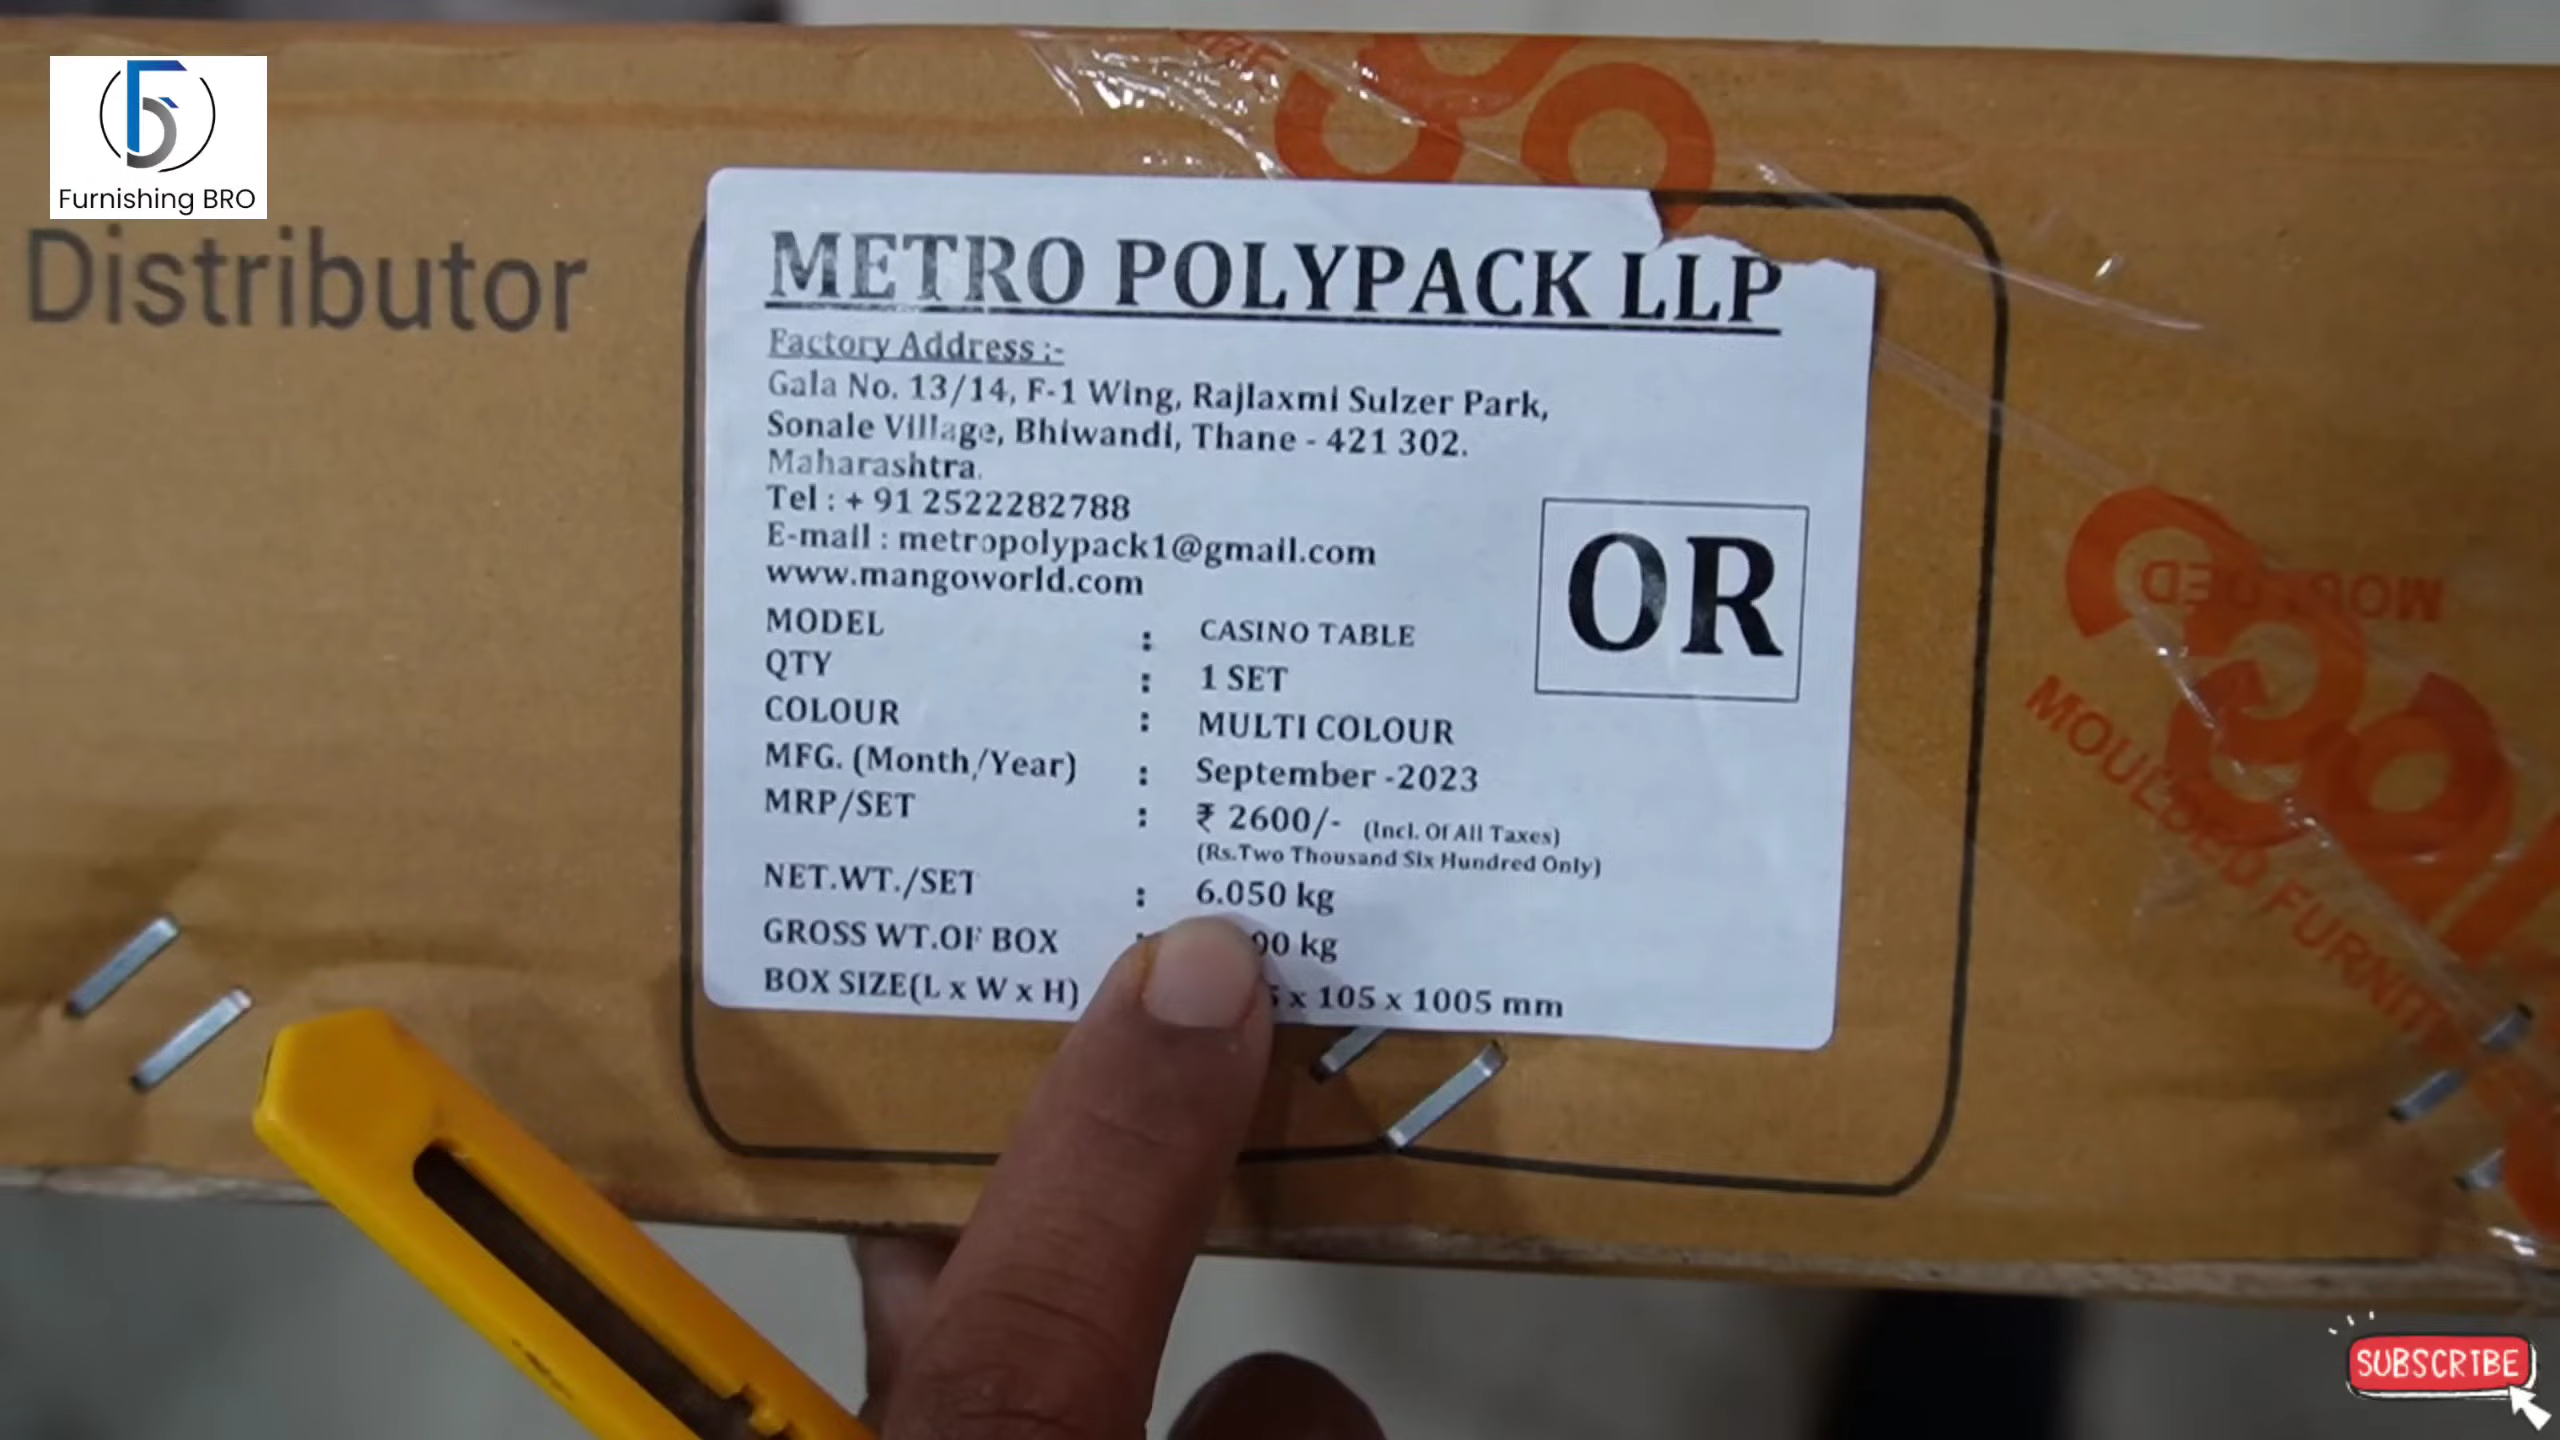 Furnishing BRO
Distributor
METRO POLYPACK LLP
Factory Address :-
Gala No. 13/14, F-1 Wing, Rajlaxmi Sulzer Park,
Sonale Village, Bhiwandi, Thane - 421 302.
Maharashtra.
Tel : + 91 2522282788
E-mail : metropolypack1@gmail.com
www.mangoworld.com
OR
MODEL : CASINO TABLE
QTY : 1 SET
COLOUR : MULTI COLOUR
MFG. (Month/Year) : September -2023
MRP/SET : ₹ 2600/- (Incl. Of All Taxes)
(Rs.Two Thousand Six Hundred Only)
NET.WT./SET : 6.050 kg
GROSS WT.OF BOX : kg
BOX SIZE(L x W x H) x 105 x 1005 mm
MOULDED
SUBSCRIBE